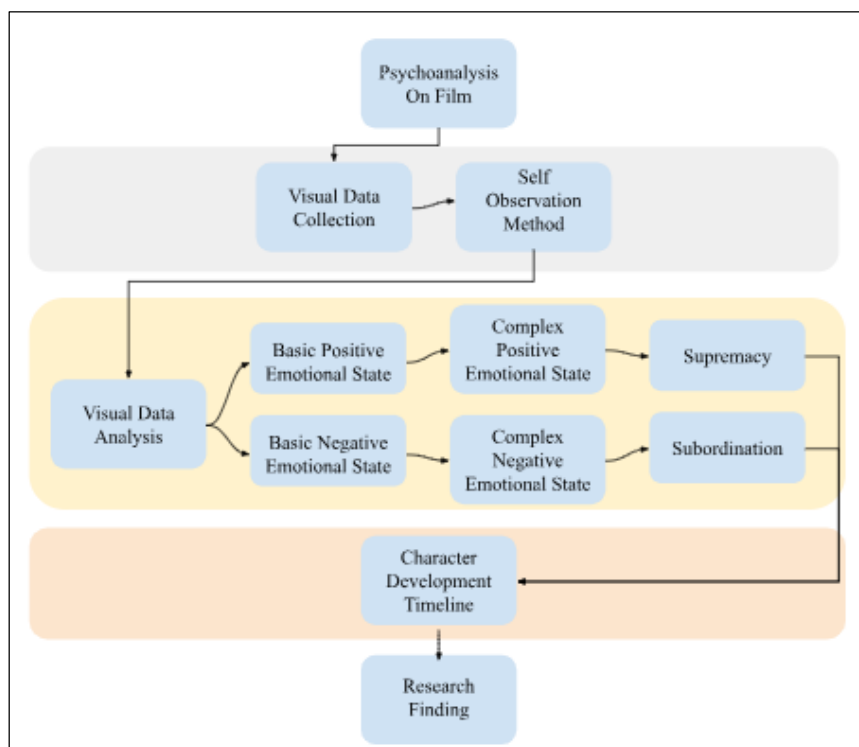 Psychoanalysis
On Film
Visual Data
Collection
Self
Observation
Method
Visual Data
Analysis
Basic Positive
Emotional State
Complex
Positive
Emotional State
Supremacy
Basic Negative
Emotional State
Complex
Negative
Emotional State
Subordination
Character
Development
Timeline
Research
Finding